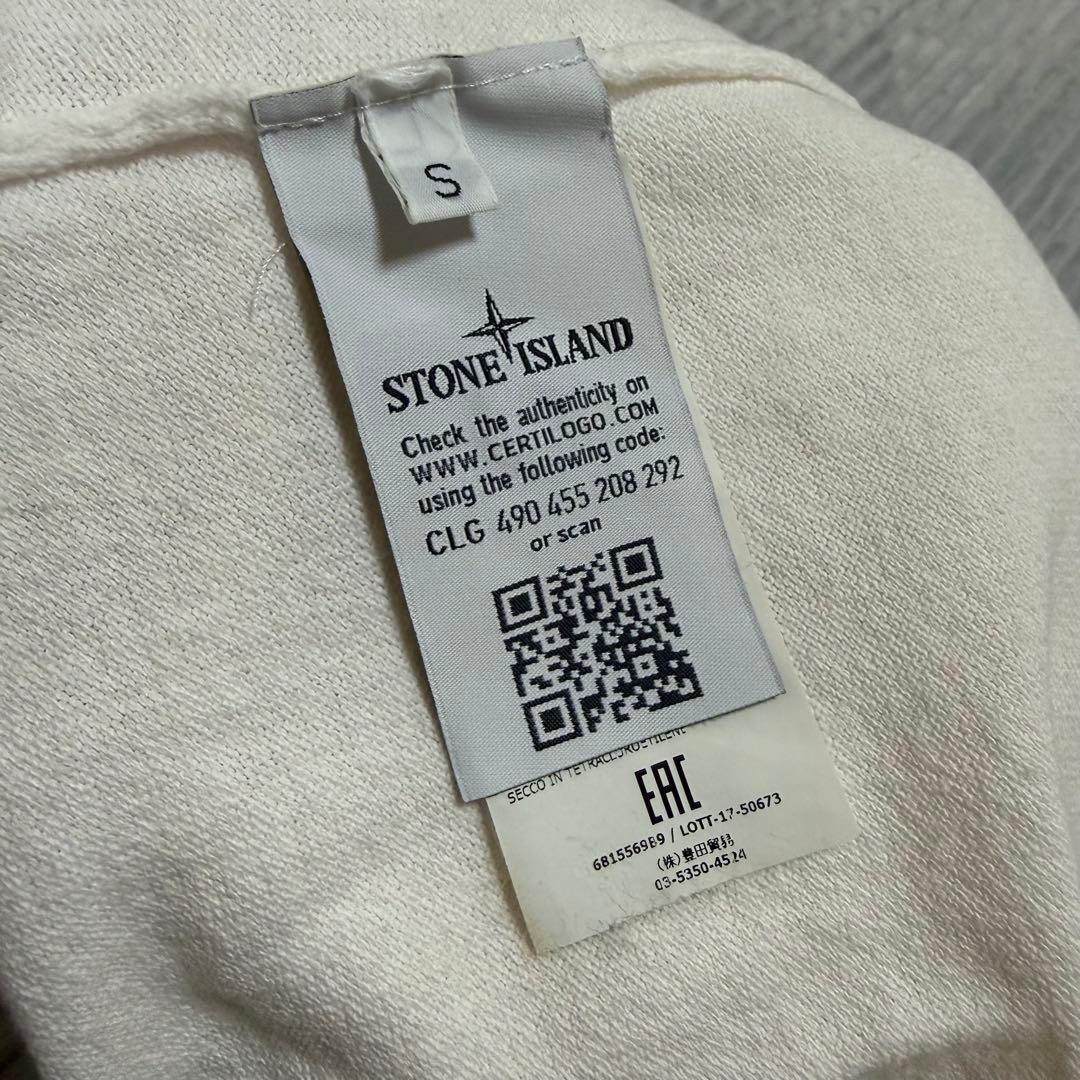 S
STONE ISLAND
Check the authenticity on
WWW.CERTILOGO.COM
using the following code:
CLG 490 455 208 292
or scan
SECCO IN TETRACLOROETILENE
EAC
6815569B9 / LOTT-17-50673
(株)豊田貿易
03-5350-4524